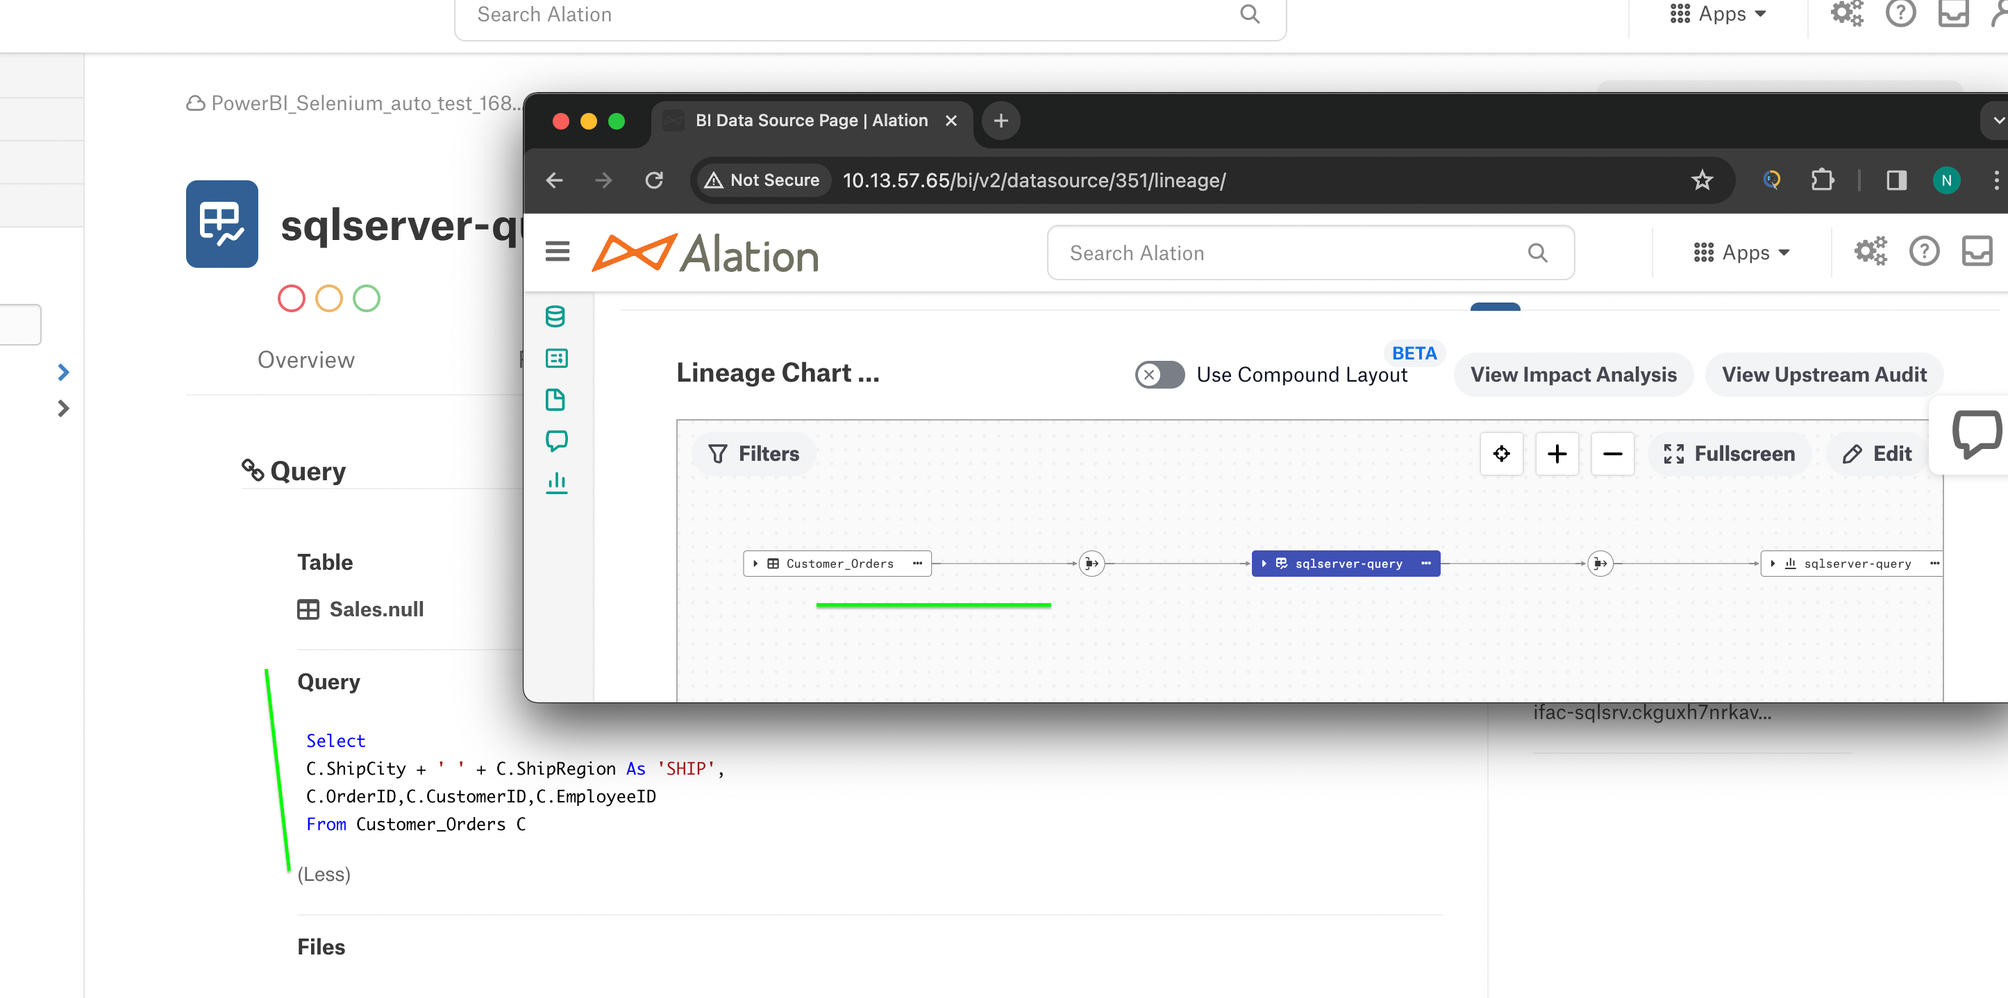 Search Alation
Apps
PowerBI_Selenium_auto_test_168...
sqlserver-qu
Overview
Query
Table
Sales.null
Query
Select
C.ShipCity + ' ' + C.ShipRegion As 'SHIP',
C.OrderID,C.CustomerID,C.EmployeeID
From Customer_Orders C
(Less)
Files
BI Data Source Page | Alation
Not Secure
10.13.57.65/bi/v2/datasource/351/lineage/
N
Alation
Search Alation
Apps
Lineage Chart ...
Use Compound Layout
BETA
View Impact Analysis
View Upstream Audit
Filters
Fullscreen
Edit
Customer_Orders
sqlserver-query
sqlserver-query
ifac-sqlsrv.ckguxh7nrkav...